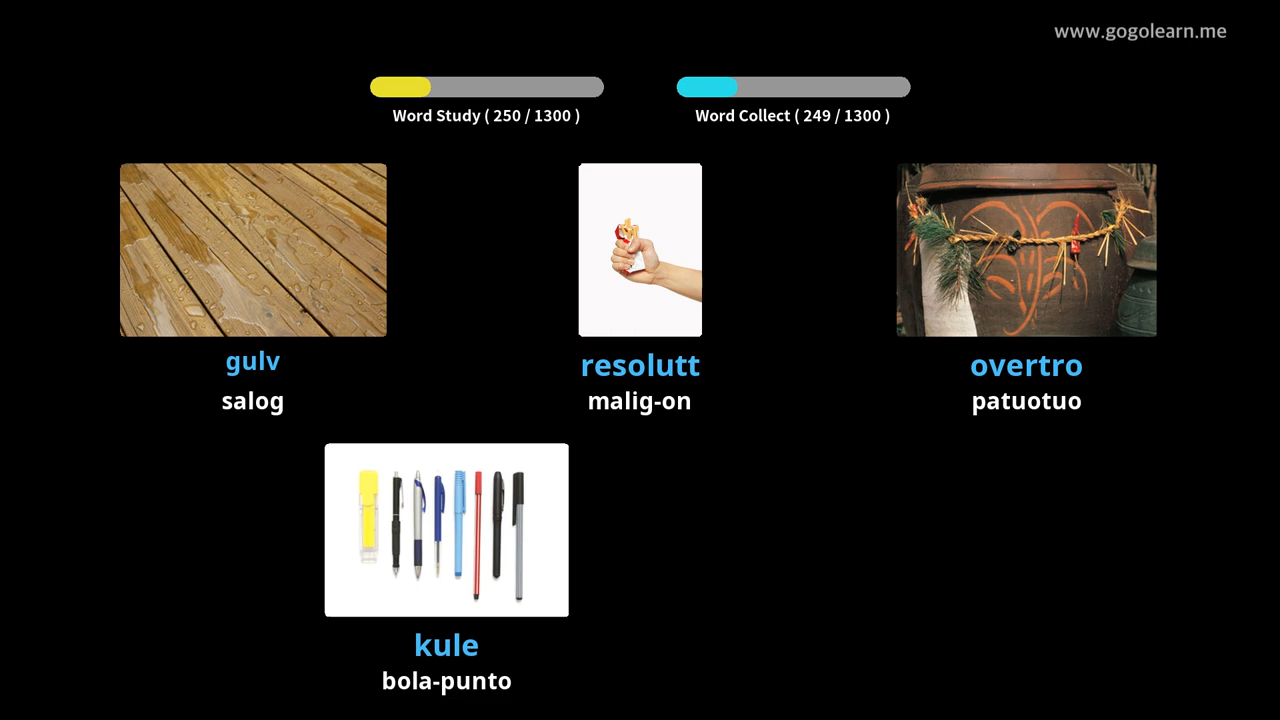 www.gogolearn.me
Word Study ( 250 / 1300 )
Word Collect ( 249 / 1300 )
gulv
salog
resolutt
malig-on
overtro
patuotuo
kule
bola-punto